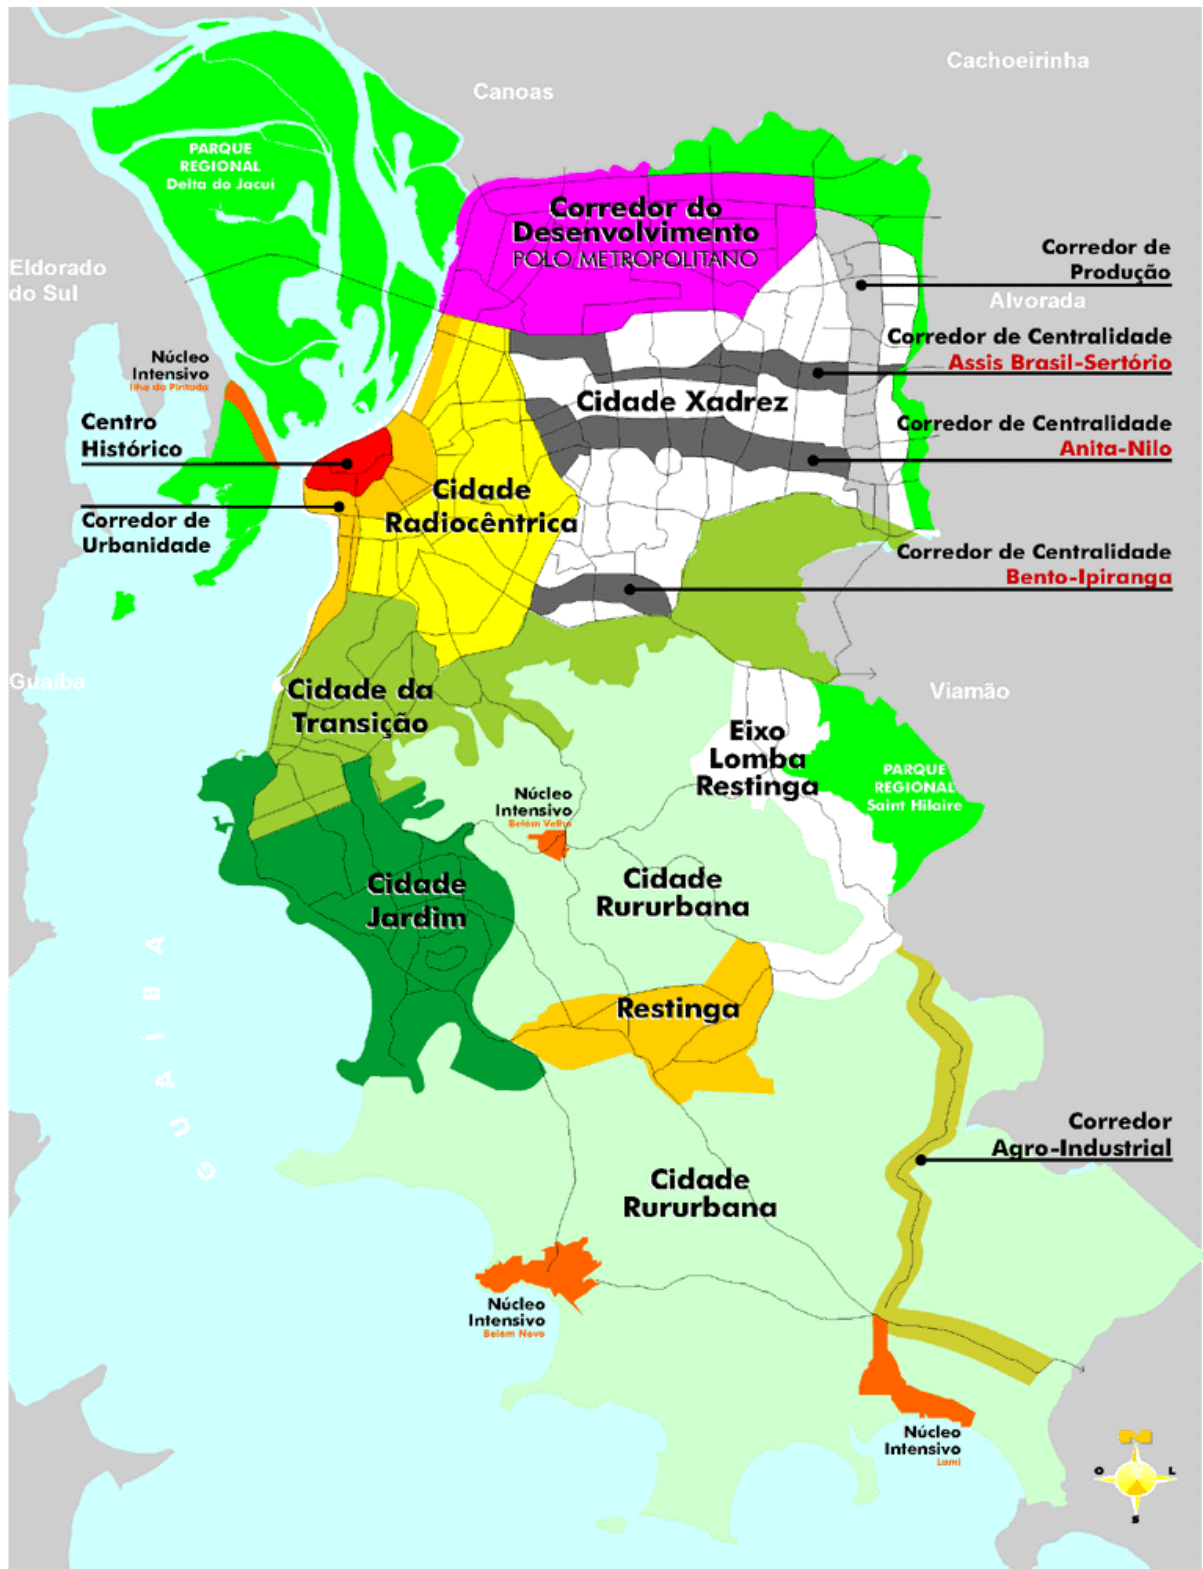 Cachoeirinha
Canoas
PARQUE
REGIONAL
Delta do Jacuí
Corredor do
Desenvolvimento
POLO METROPOLITANO
Corredor de
Produção
Eldorado
do Sul
Alvorada
Corredor de Centralidade
Assis Brasil-Sertório
Núcleo
Intensivo
Ilha da Pintada
Cidade Xadrez
Centro
Histórico
Corredor de Centralidade
Anita-Nilo
Cidade
Radiocêntrica
Corredor de
Urbanidade
Corredor de Centralidade
Bento-Ipiranga
Guaíba
Cidade da
Transição
Viamão
Eixo
Lomba
Restinga
PARQUE
REGIONAL
Saint Hilaire
Núcleo
Intensivo
Belém Velho
Cidade
Jardim
Cidade
Rururbana
GUAÍBA
Restinga
Corredor
Agro-Industrial
Cidade
Rururbana
Núcleo
Intensivo
Belém Novo
Núcleo
Intensivo
Lami
N
O
L
S